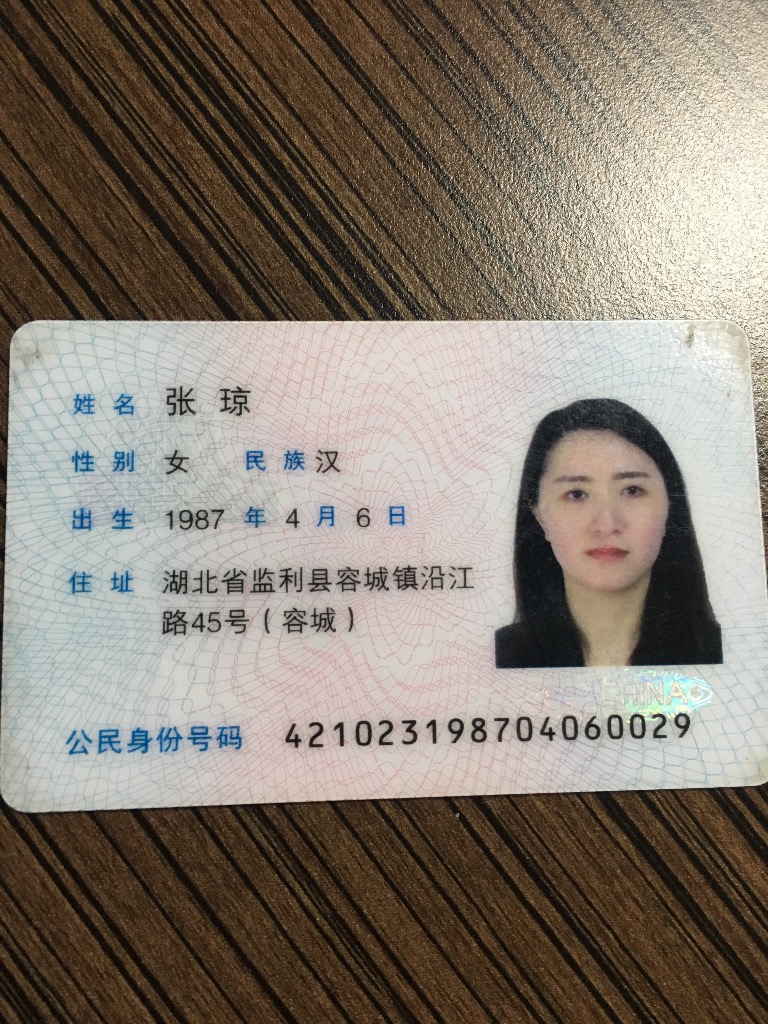 姓名 张琼
性别 女 民族 汉
出生 1987 年 4 月 6 日
住址 湖北省监利县容城镇沿江
路45号（容城）
CHINA
公民身份号码 421023198704060029